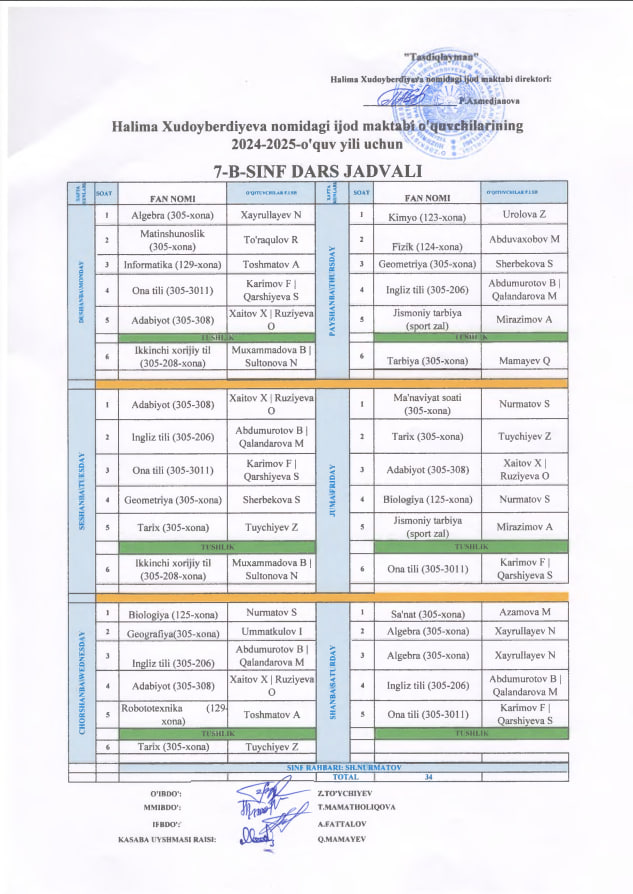 "Tasdiqlayman"
Halima Xudoyberdiyeva nomidagi ijod maktabi direktori:
P.Axmedjanova
Halima Xudoyberdiyeva nomidagi ijod maktabi o'quvchilarining
2024-2025-o'quv yili uchun
7-B-SINF DARS JADVALI
HAFTA KUNLARI
SOAT
FAN NOMI
O'QITUVCHILAR F.I.SH
DUSHANBA\MONDAY
1 Algebra (305-xona) Xayrullayev N
2 Matinshunoslik
(305-xona) To'raqulov R
3 Informatika (129-xona) Toshmatov A
4 Ona tili (305-3011) Karimov F |
Qarshiyeva S
5 Adabiyot (305-308) Xaitov X | Ruziyeva
O
TUSHLIK
6 Ikkinchi xorijiy til
(305-208-xona) Muxammadova B |
Sultonova N
SESHANBA\TUESDAY
1 Adabiyot (305-308) Xaitov X | Ruziyeva
O
2 Ingliz tili (305-206) Abdumurotov B |
Qalandarova M
3 Ona tili (305-3011) Karimov F |
Qarshiyeva S
4 Geometriya (305-xona) Sherbekova S
5 Tarix (305-xona) Tuychiyev Z
TUSHLIK
6 Ikkinchi xorijiy til
(305-208-xona) Muxammadova B |
Sultonova N
CHORSHANBA\WEDNESDAY
1 Biologiya (125-xona) Nurmatov S
2 Geografiya(305-xona) Ummatkulov I
3 Ingliz tili (305-206) Abdumurotov B |
Qalandarova M
4 Adabiyot (305-308) Xaitov X | Ruziyeva
O
5 Robototexnika (129-
xona) Toshmatov A
TUSHLIK
6 Tarix (305-xona) Tuychiyev Z
HAFTA KUNLARI
SOAT
FAN NOMI
O'QITUVCHILAR F.I.SH
PAYSHANBA\THURSDAY
1 Kimyo (123-xona) Urolova Z
2 Fizik (124-xona) Abduvaxobov M
3 Geometriya (305-xona) Sherbekova S
4 Ingliz tili (305-206) Abdumurotov B |
Qalandarova M
5 Jismoniy tarbiya
(sport zal) Mirazimov A
TUSHLIK
6 Tarbiya (305-xona) Mamayev Q
JUMA\FRIDAY
1 Ma'naviyat soati
(305-xona) Nurmatov S
2 Tarix (305-xona) Tuychiyev Z
3 Adabiyot (305-308) Xaitov X |
Ruziyeva O
4 Biologiya (125-xona) Nurmatov S
5 Jismoniy tarbiya
(sport zal) Mirazimov A
TUSHLIK
6 Ona tili (305-3011) Karimov F |
Qarshiyeva S
SHANBA\SATURDAY
1 Sa'nat (305-xona) Azamova M
2 Algebra (305-xona) Xayrullayev N
3 Algebra (305-xona) Xayrullayev N
4 Ingliz tili (305-206) Abdumurotov B |
Qalandarova M
5 Ona tili (305-3011) Karimov F |
Qarshiyeva S
TUSHLIK
SINF RAHBARI: SH.NURMATOV
TOTAL 34
O'IBDO': Z.TO'YCHIYEV
MMIBDO': T.MAMATHOLIQOVA
IFBDO': A.FATTALOV
KASABA UYSHMASI RAISI: Q.MAMAYEV